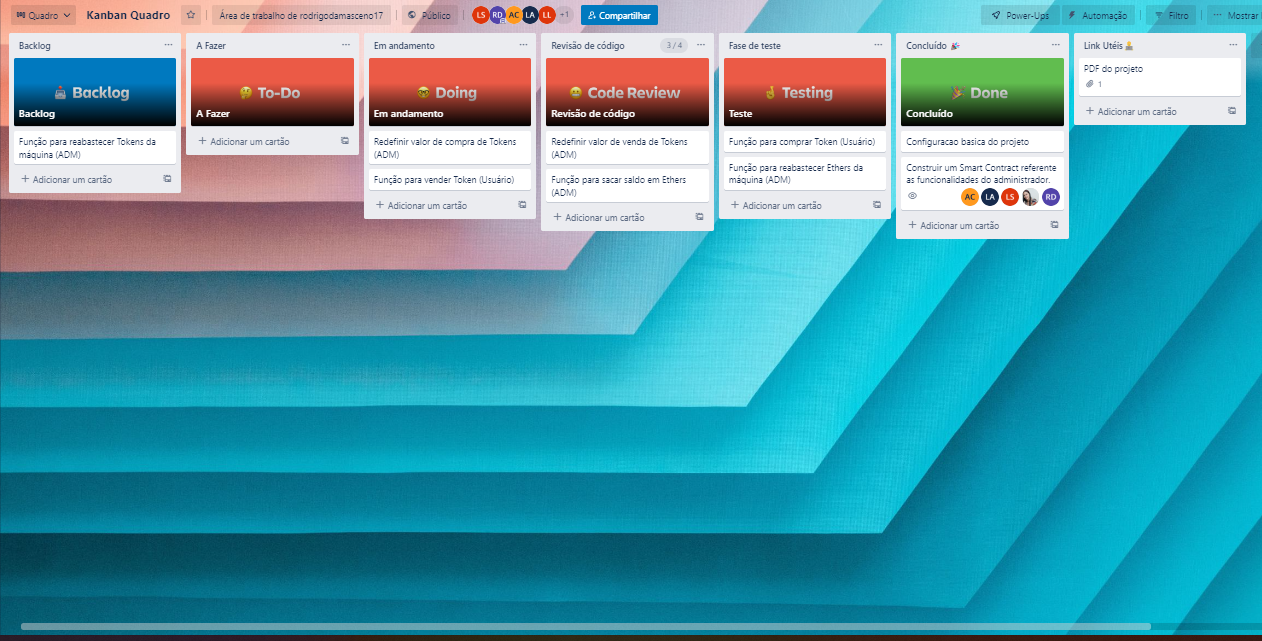 Quadro
Kanban Quadro
Área de trabalho de rodrigodamasceno17
Público
LS
RD
AC
LA
LL
+1
Compartilhar
Power-Ups
Automação
Filtro
Mostrar
Backlog
Backlog
Backlog
Função para reabastecer Tokens da
máquina (ADM)
Adicionar um cartão
A Fazer
To-Do
A Fazer
Adicionar um cartão
Em andamento
Doing
Em andamento
Redefinir valor de compra de Tokens
(ADM)
Função para vender Token (Usuário)
Adicionar um cartão
Revisão de código
3 / 4
Code Review
Revisão de código
Redefinir valor de venda de Tokens
(ADM)
Função para sacar saldo em Ethers
(ADM)
Adicionar um cartão
Fase de teste
Testing
Teste
Função para comprar Token (Usuário)
Função para reabastecer Ethers da
máquina (ADM)
Adicionar um cartão
Concluído
Done
Concluído
Configuracao basica do projeto
Construir um Smart Contract referente
as funcionalidades do administrador.
AC
LA
LS
RD
Adicionar um cartão
Link Utéis
PDF do projeto
1
Adicionar um cartão